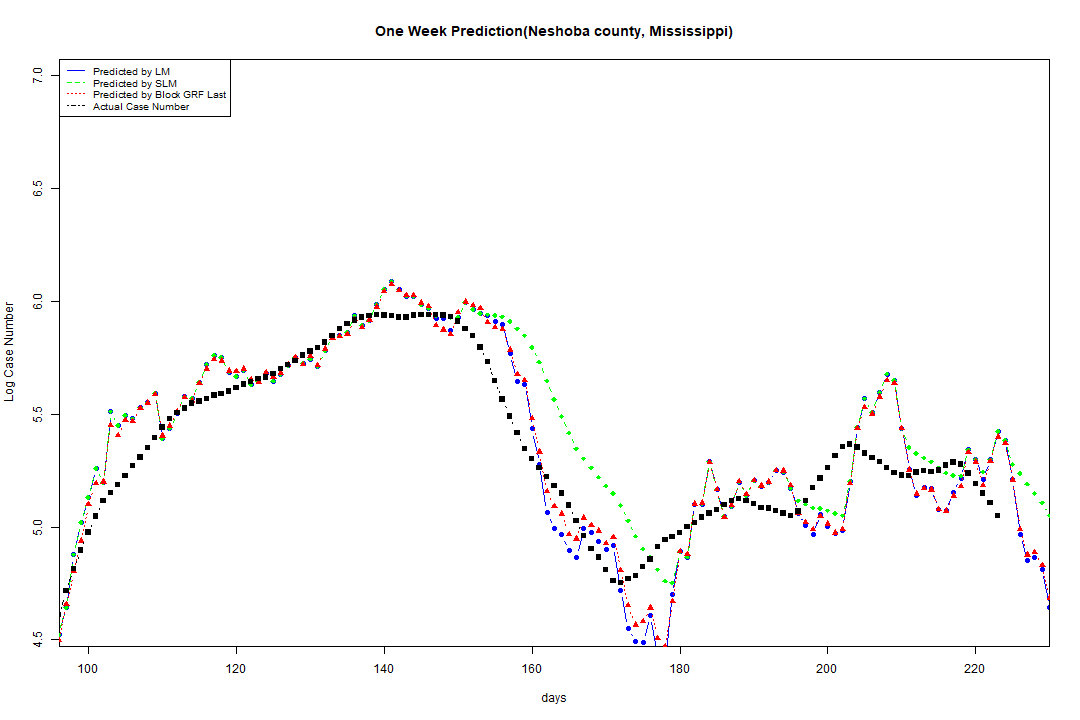 One Week Prediction(Neshoba county, Mississippi)
Predicted by LM
Predicted by SLM
Predicted by Block GRF Last
Actual Case Number
7.0
6.5
6.0
5.5
5.0
4.5
Log Case Number
100 120 140 160 180 200 220
days